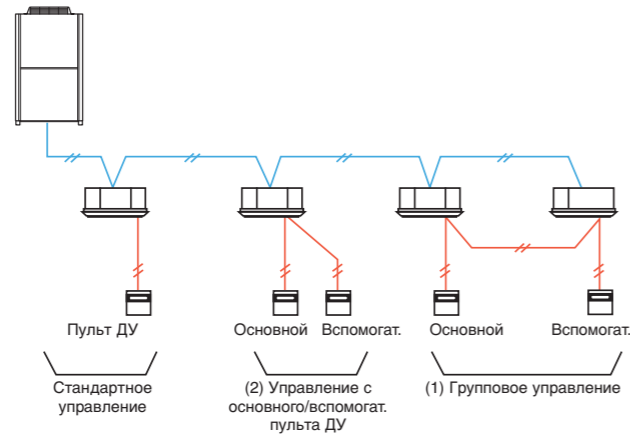 Пульт ДУ
Основной
Вспомогат.
Основной
Вспомогат.
Стандартное
управление
(2) Управление с
основного/вспомогат.
пульта ДУ
(1) Групповое управление